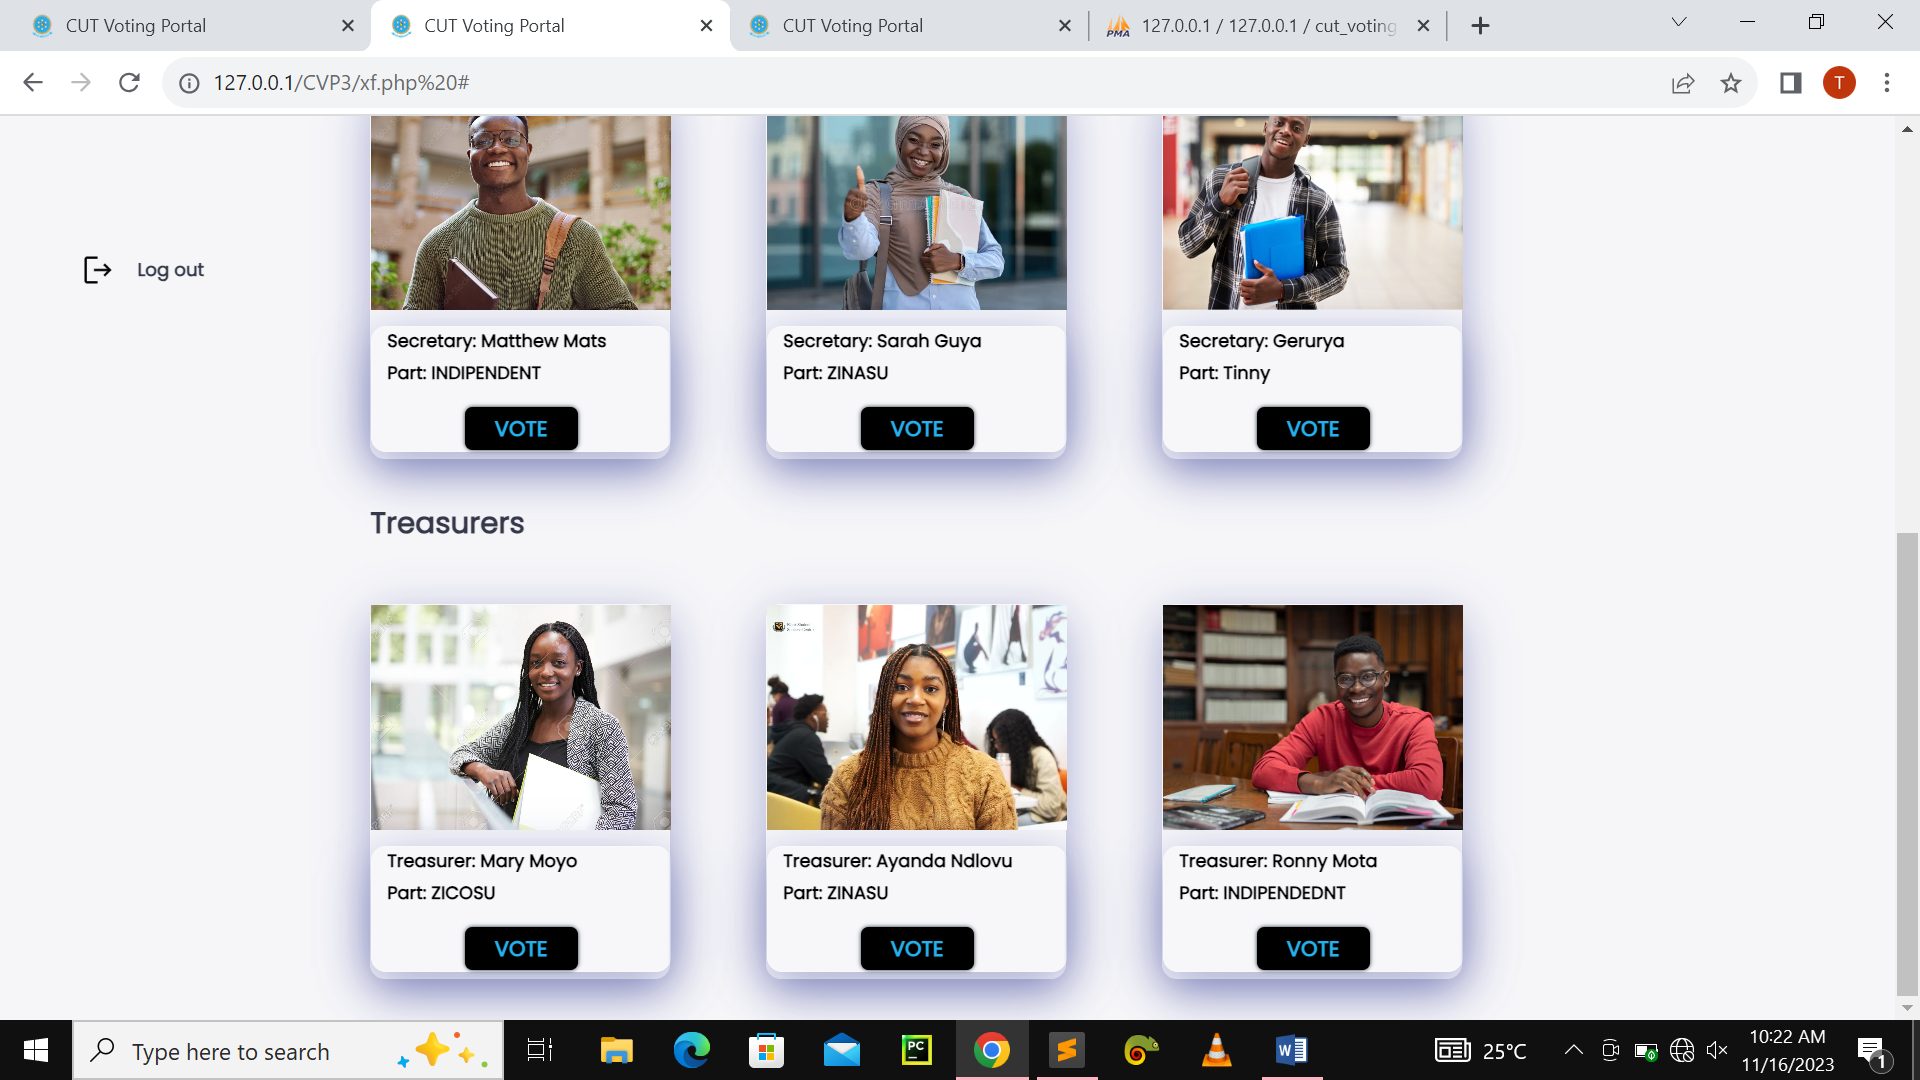 CUT Voting Portal
CUT Voting Portal
CUT Voting Portal
127.0.0.1 / 127.0.0.1 / cut_voting
127.0.0.1/CVP3/xf.php%20#
T
Log out
Secretary: Matthew Mats
Part: INDIPENDENT
VOTE
Secretary: Sarah Guya
Part: ZINASU
VOTE
Secretary: Gerurya
Part: Tinny
VOTE
Treasurers
Treasurer: Mary Moyo
Part: ZICOSU
VOTE
Treasurer: Ayanda Ndlovu
Part: ZINASU
VOTE
Treasurer: Ronny Mota
Part: INDIPENDEDNT
VOTE
Type here to search
PC
W
25°C
10:22 AM
11/16/2023
1